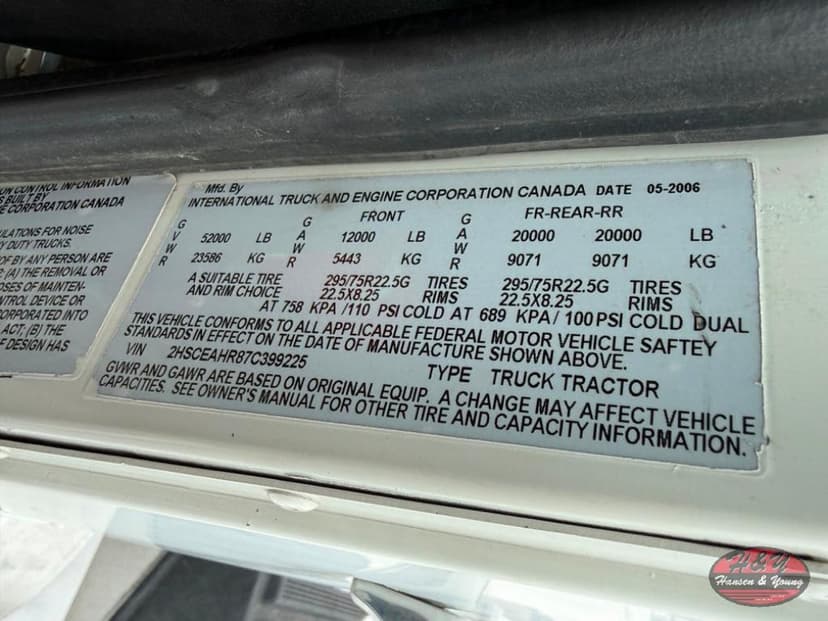 ON CONTROL INFORMATION
S BUILT BY
E CORPORATION CANADA
ULATIONS FOR NOISE
Y DUTY TRUCKS.
OF BY ANY PERSON ARE
: (A) THE REMOVAL OR
OSES OF MAINTEN-
NTROL DEVICE OR
CORPORATED INTO
ACT. (B) THE
F DESIGN HAS
Mfd. By
INTERNATIONAL TRUCK AND ENGINE CORPORATION CANADA DATE 05-2006
FRONT FR-REAR-RR
GVWR 52000 LB GAWR 12000 LB GAWR 20000 20000 LB
23586 KG 5443 KG 9071 9071 KG
A SUITABLE TIRE 295/75R22.5G TIRES 295/75R22.5G TIRES
AND RIM CHOICE 22.5X8.25 RIMS 22.5X8.25 RIMS
AT 758 KPA /110 PSI COLD AT 689 KPA/ 100PSI COLD DUAL
THIS VEHICLE CONFORMS TO ALL APPLICABLE FEDERAL MOTOR VEHICLE SAFTEY
STANDARDS IN EFFECT ON THE DATE OF MANUFACTURE SHOWN ABOVE.
VIN 2HSCEAHR87C399225 TYPE TRUCK TRACTOR
GVWR AND GAWR ARE BASED ON ORIGINAL EQUIP. A CHANGE MAY AFFECT VEHICLE
CAPACITIES. SEE OWNER'S MANUAL FOR OTHER TIRE AND CAPACITY INFORMATION.
H&Y
Hansen & Young